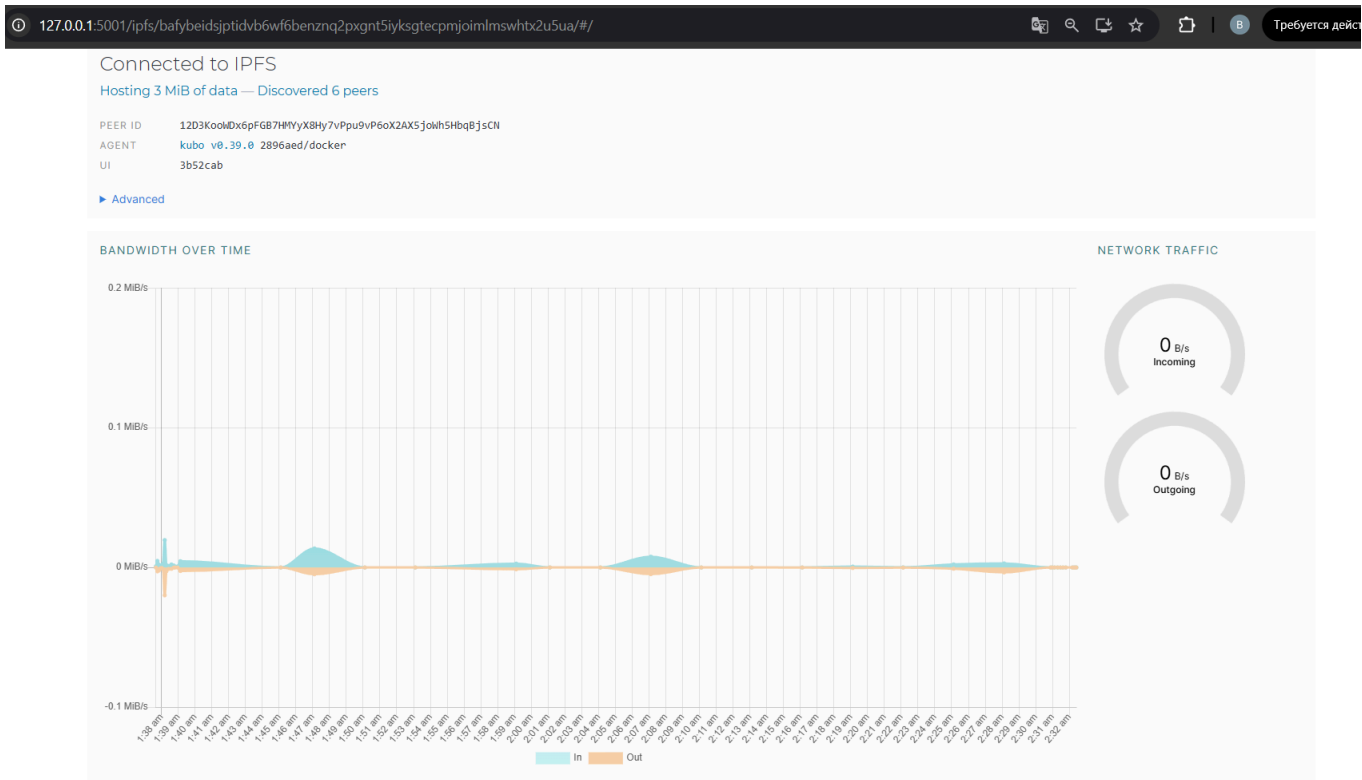 127.0.0.1:5001/ipfs/bafybeidsjptidvb6wf6benznq2pxgnt5iyksgtecpmjoimlmswhtx2u5ua/#/
B
Требуется дейст
Connected to IPFS
Hosting 3 MiB of data — Discovered 6 peers
PEER ID 12D3KooWDx6pFGB7HMYyX8Hy7vPpu9vP6oX2AX5joWh5HbqBjsCN
AGENT kubo v0.39.0 2896aed/docker
UI 3b52cab
Advanced
BANDWIDTH OVER TIME
NETWORK TRAFFIC
0.2 MiB/s
0.1 MiB/s
0 MiB/s
-0.1 MiB/s
1:38 am 1:39 am 1:40 am 1:41 am 1:42 am 1:43 am 1:44 am 1:45 am 1:46 am 1:47 am 1:48 am 1:49 am 1:50 am 1:51 am 1:52 am 1:53 am 1:54 am 1:55 am 1:56 am 1:57 am 1:58 am 1:59 am 2:00 am 2:01 am 2:02 am 2:03 am 2:04 am 2:05 am 2:06 am 2:07 am 2:08 am 2:09 am 2:10 am 2:11 am 2:12 am 2:13 am 2:14 am 2:15 am 2:16 am 2:17 am 2:18 am 2:19 am 2:20 am 2:21 am 2:22 am 2:23 am 2:24 am 2:25 am 2:26 am 2:27 am 2:28 am 2:29 am 2:30 am 2:31 am 2:32 am
In Out
0 B/s
Incoming
0 B/s
Outgoing